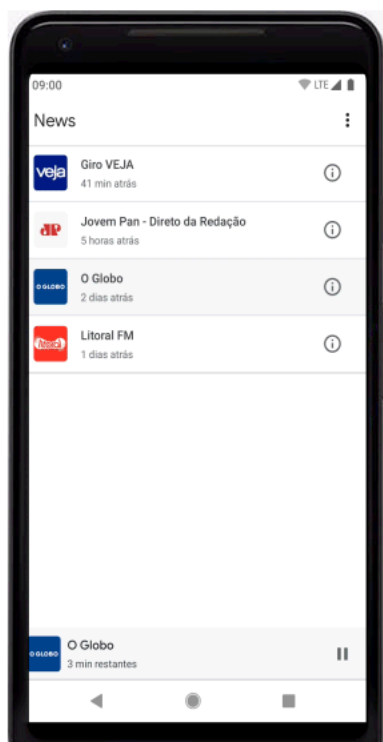 09:00 LTE
News
veja
Giro VEJA
41 min atrás
JP
Jovem Pan - Direto da Redação
5 horas atrás
O GLOBO
O Globo
2 dias atrás
Litoral FM
1 dias atrás
O GLOBO
O Globo
3 min restantes